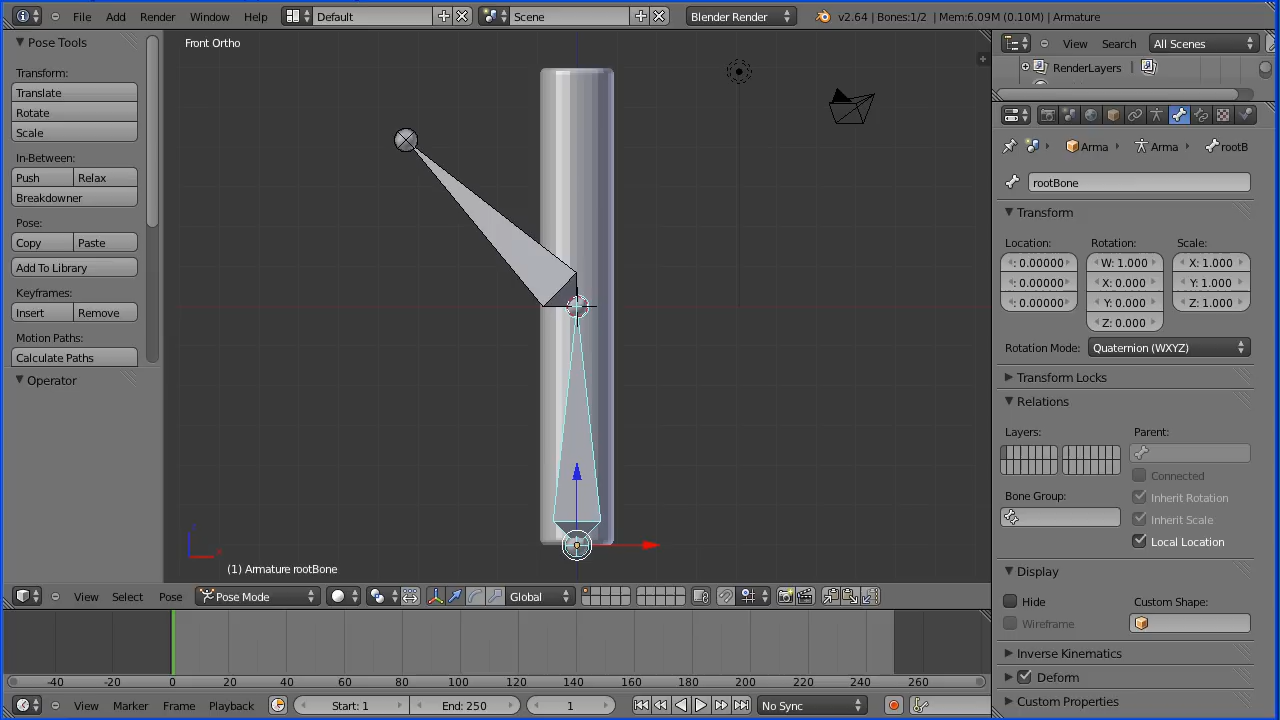 File Add Render Window Help Default Scene Blender Render v2.64 | Bones:1/2 | Mem:6.09M (0.10M) | Armature
Pose Tools
Transform:
Translate
Rotate
Scale
In-Between:
Push Relax
Breakdowner
Pose:
Copy Paste
Add To Library
Keyframes:
Insert Remove
Motion Paths:
Calculate Paths
Operator
Front Ortho
(1) Armature rootBone
View Select Pose Pose Mode Global
-40 -20 0 20 40 60 80 100 120 140 160 180 200 220 240 260 280
View Marker Frame Playback Start: 1 End: 250 1 No Sync
View Search All Scenes
RenderLayers
Arma Arma rootB
rootBone
Transform
Location: Rotation: Scale:
: 0.00000 W: 1.000 X: 1.000
: 0.00000 X: 0.000 Y: 1.000
: 0.00000 Y: 0.000 Z: 1.000
Z: 0.000
Rotation Mode: Quaternion (WXYZ)
Transform Locks
Relations
Layers: Parent:
Connected
Bone Group: Inherit Rotation
Inherit Scale
Local Location
Display
Hide Custom Shape:
Wireframe
Inverse Kinematics
Deform
Custom Properties